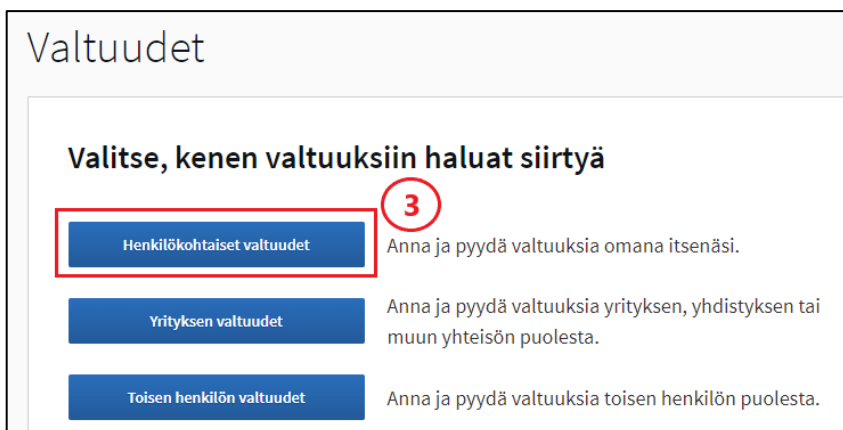 Valtuudet
Valitse, kenen valtuuksiin haluat siirtyä
3
Henkilökohtaiset valtuudet
Anna ja pyydä valtuuksia omana itsenäsi.
Yrityksen valtuudet
Anna ja pyydä valtuuksia yrityksen, yhdistyksen tai
muun yhteisön puolesta.
Toisen henkilön valtuudet
Anna ja pyydä valtuuksia toisen henkilön puolesta.